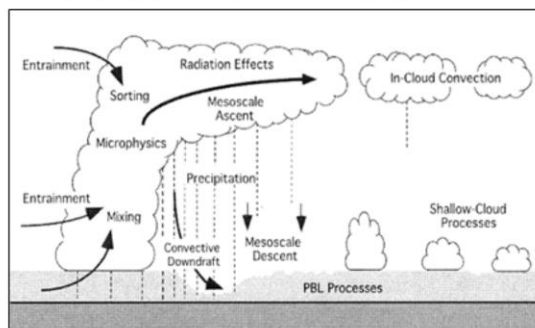 Entrainment
Radiation Effects
In-Cloud Convection
Sorting
Mesoscale
Ascent
Microphysics
Precipitation
Entrainment
Mixing
Shallow-Cloud
Processes
Convective
Downdraft
Mesoscale
Descent
PBL Processes